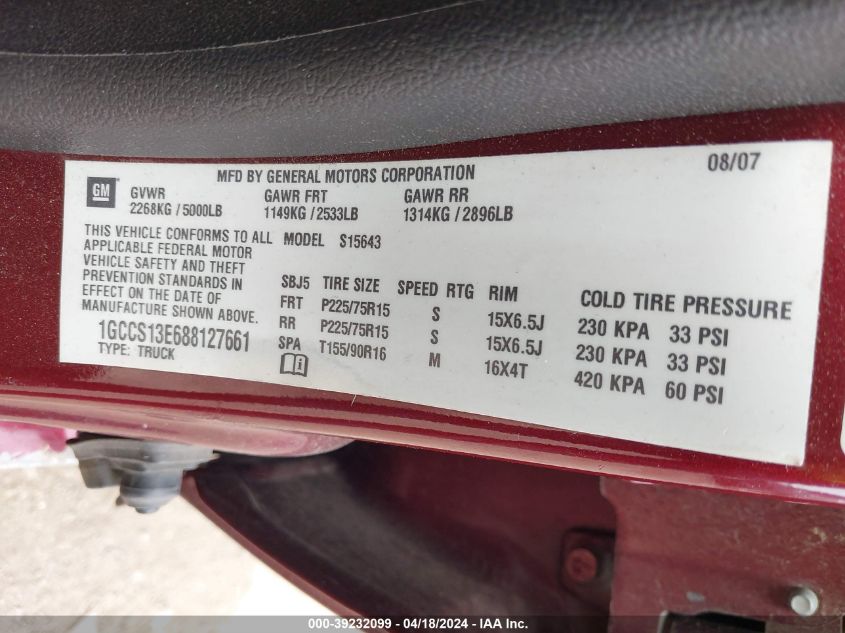 MFD BY GENERAL MOTORS CORPORATION 08/07
GM
GVWR GAWR FRT GAWR RR
2268KG / 5000LB 1149KG / 2533LB 1314KG / 2896LB
THIS VEHICLE CONFORMS TO ALL
APPLICABLE FEDERAL MOTOR
VEHICLE SAFETY AND THEFT
PREVENTION STANDARDS IN
EFFECT ON THE DATE OF
MANUFACTURE SHOWN ABOVE.
1GCCS13E688127661
TYPE: TRUCK
MODEL S15643
SBJ5 TIRE SIZE SPEED RTG RIM COLD TIRE PRESSURE
FRT P225/75R15 S 15X6.5J 230 KPA 33 PSI
RR P225/75R15 S 15X6.5J 230 KPA 33 PSI
SPA T155/90R16 M 16X4T 420 KPA 60 PSI
000-39232099 - 04/18/2024 - IAA Inc.